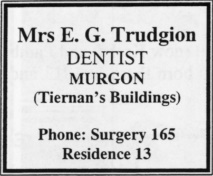 Mrs E. G. Trudgion
DENTIST
MURGON
(Tiernan's Buildings)
Phone: Surgery 165
Residence 13